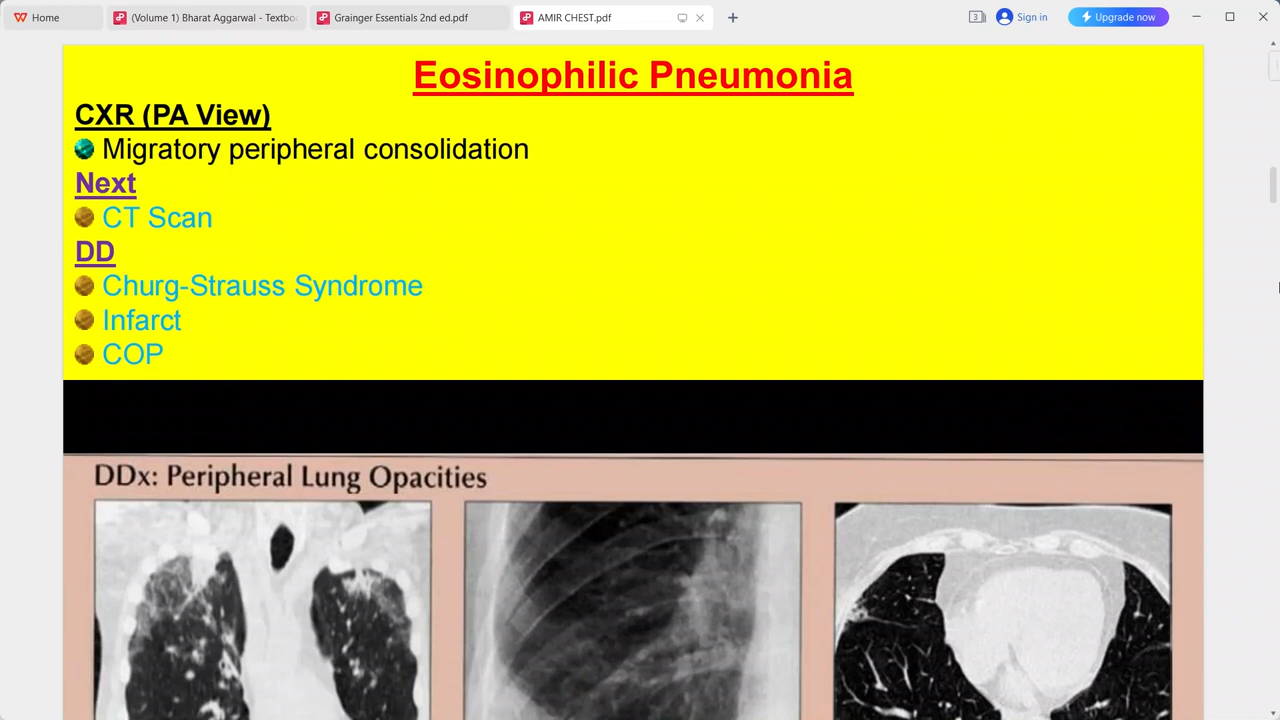 Home
(Volume 1) Bharat Aggarwal - Textbo
Grainger Essentials 2nd ed.pdf
AMIR CHEST.pdf
3
Sign in
Upgrade now
Eosinophilic Pneumonia
CXR (PA View)
Migratory peripheral consolidation
Next
CT Scan
DD
Churg-Strauss Syndrome
Infarct
COP
DDx: Peripheral Lung Opacities